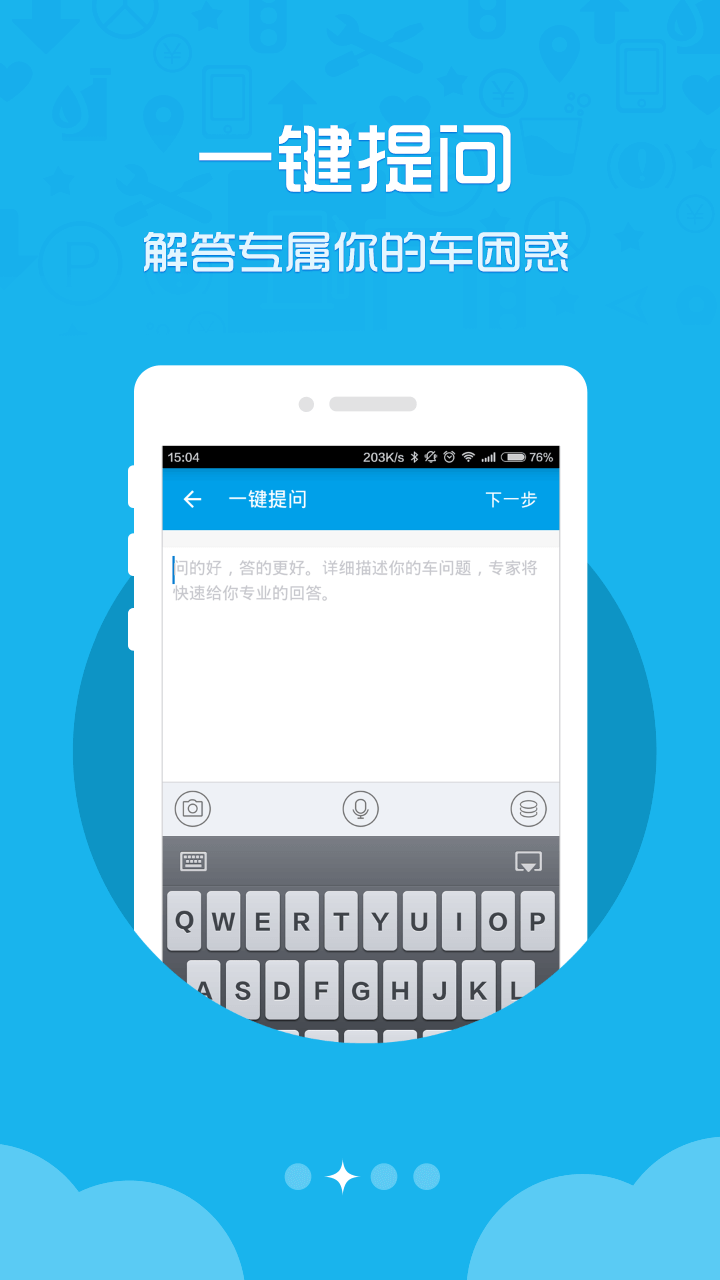 一键提问
解答专属你的车困惑
15:04 203K/s 76%
一键提问 下一步
问的好，答的更好。详细描述你的车问题，专家将
快速给你专业的回答。
Q W E R T Y U I O P
A S D F G H J K L